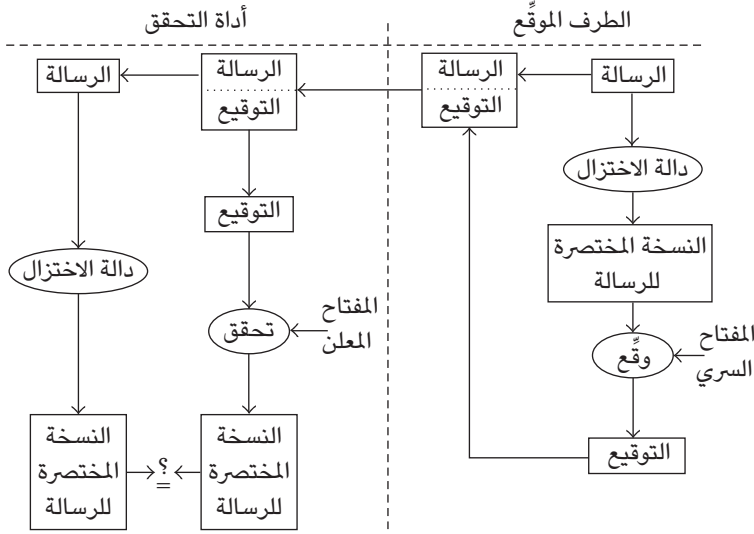 الطرف الموقِّع
أداة التحقق
الرسالة
الرسالة
التوقيع
دالة الاختزال
النسخة المختصرة
للرسالة
المفتاح
السري
وقِّع
التوقيع
الرسالة
التوقيع
الرسالة
التوقيع
دالة الاختزال
المفتاح
المعلن
تحقق
النسخة
المختصرة
للرسالة
؟
=
النسخة
المختصرة
للرسالة